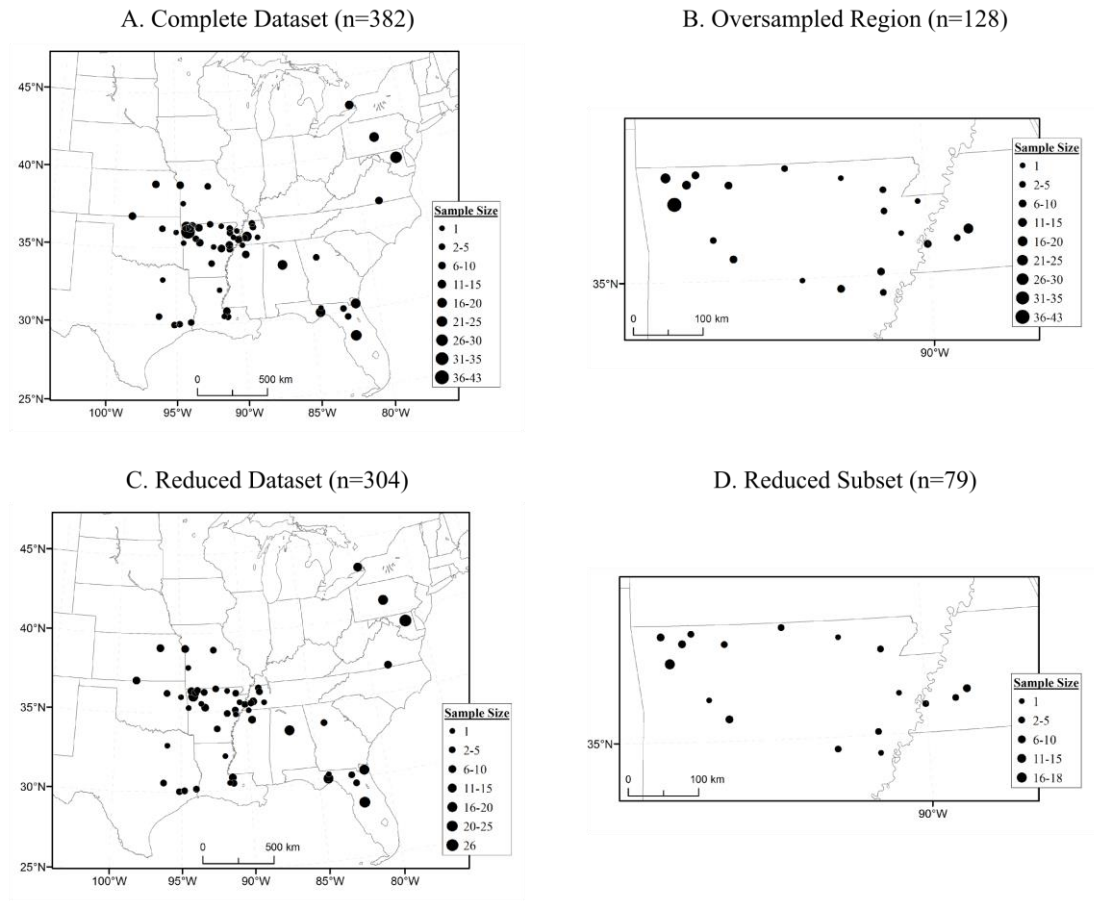 A. Complete Dataset (n=382)
B. Oversampled Region (n=128)
45°N
40°N
35°N
30°N
25°N
100°W
95°W
90°W
85°W
80°W
0
500 km
Sample Size
1
2-5
6-10
11-15
16-20
21-25
26-30
31-35
36-43
35°N
90°W
0
100 km
Sample Size
1
2-5
6-10
11-15
16-20
21-25
26-30
31-35
36-43
C. Reduced Dataset (n=304)
D. Reduced Subset (n=79)
45°N
40°N
35°N
30°N
25°N
100°W
95°W
90°W
85°W
80°W
0
500 km
Sample Size
1
2-5
6-10
11-15
16-20
20-25
26
35°N
90°W
0
100 km
Sample Size
1
2-5
6-10
11-15
16-18